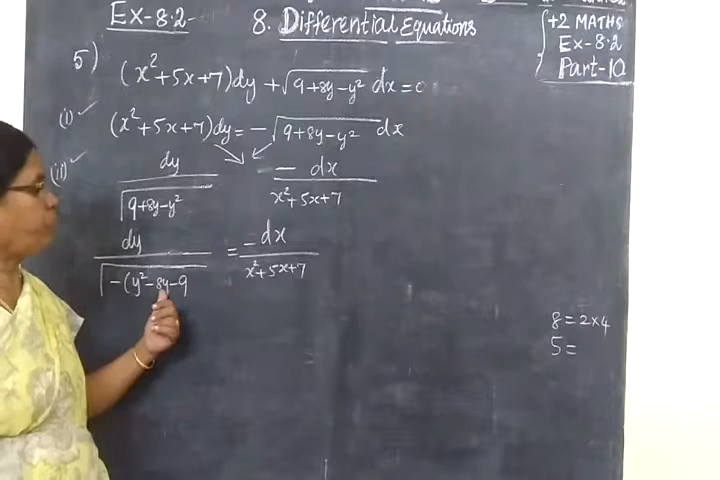 Ex-8.2-
8. Differential Equations
+2 MATHS
Ex-8.2
Part-10
5) (x²+5x+7)dy + √(9+8y-y²) dx = 0
(i) (x²+5x+7)dy = - √(9+8y-y²) dx
(ii) dy/√(9+8y-y²) - dx/x²+5x+7
dy/√(-(y²-8y-9 = -dx/x²+5x+7
8 = 2×4
5 =